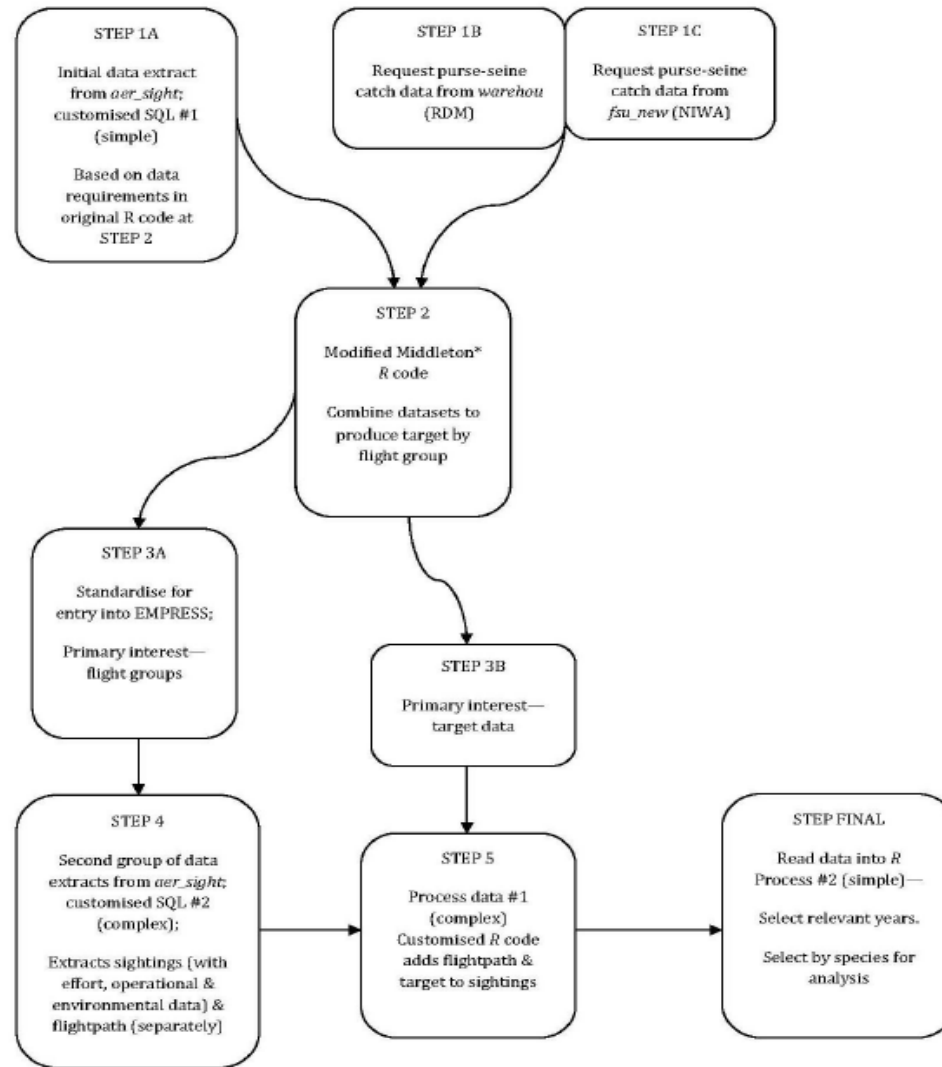 STEP 1A
Initial data extract
from aer_sight;
customised SQL #1
(simple)
Based on data
requirements in
original R code at
STEP 2
STEP 1B
Request purse-seine
catch data from warehou
(RDM)
STEP 1C
Request purse-seine
catch data from
fsu_new (NIWA)
STEP 2
Modified Middleton*
R code
Combine datasets to
produce target by
flight group
STEP 3A
Standardise for
entry into EMPRESS;
Primary interest—
flight groups
STEP 3B
Primary interest—
target data
STEP 4
Second group of data
extracts from aer_sight;
customised SQL #2
(complex);
Extracts sightings (with
effort, operational &
environmental data) &
flightpath (separately)
STEP 5
Process data #1
(complex)
Customised R code
adds flightpath &
target to sightings
STEP FINAL
Read data into R
Process #2 (simple)—
Select relevant years.
Select by species for
analysis